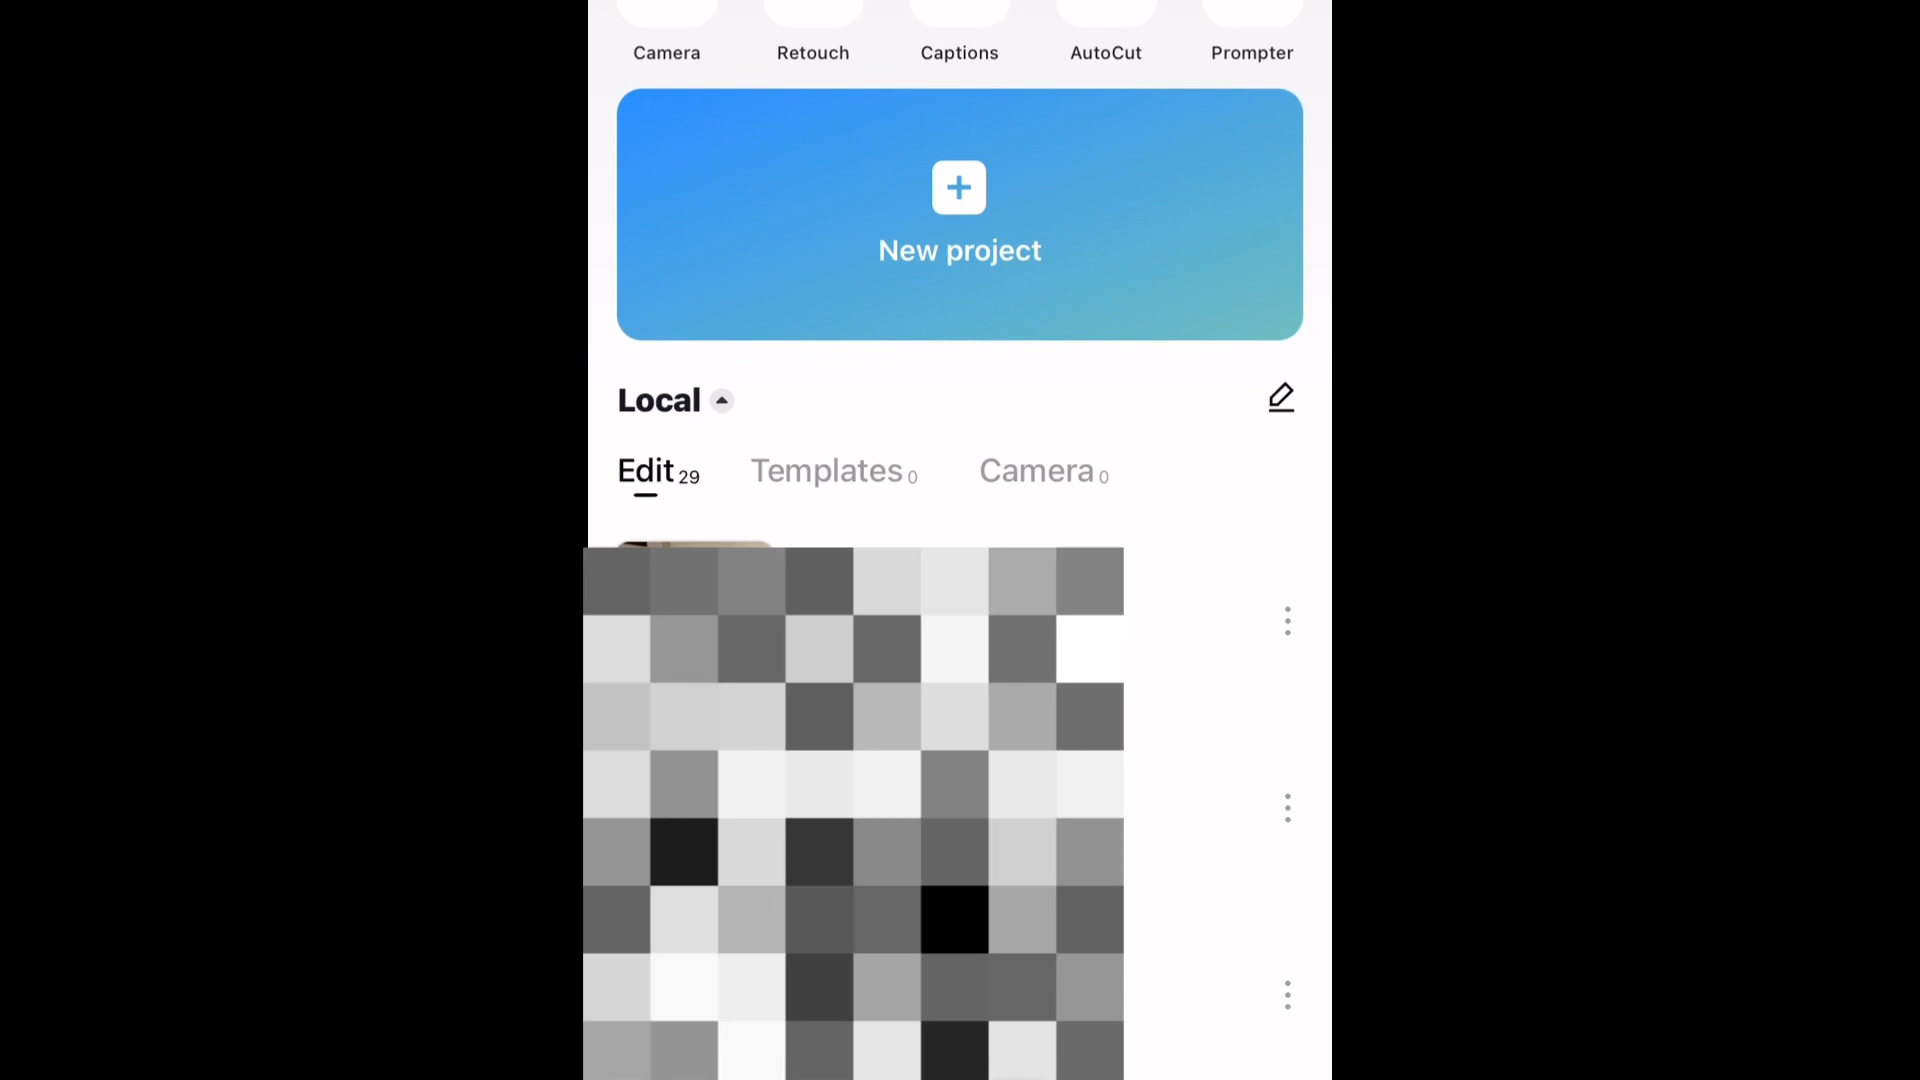 Camera Retouch Captions AutoCut Prompter
New project
Local
Edit 29 Templates 0 Camera 0